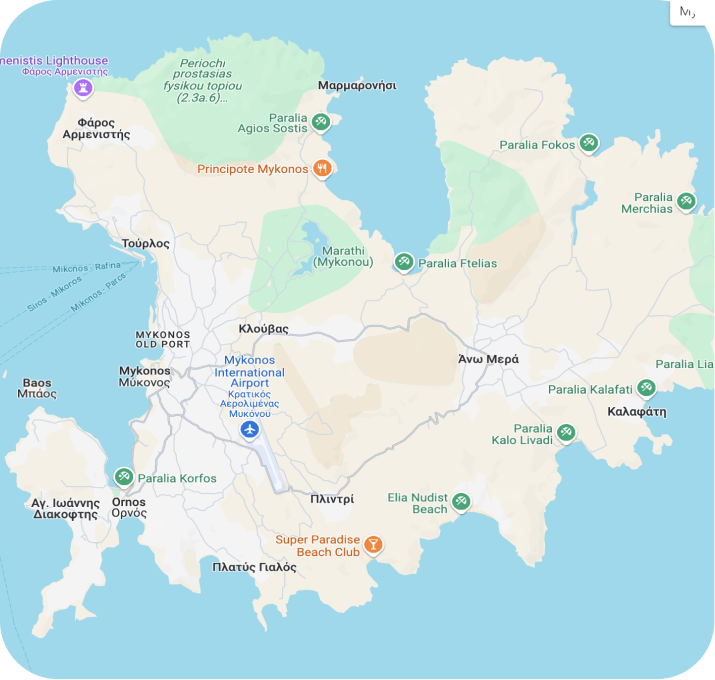 My
menistis Lighthouse
Φάρος Αρμενιστής
Periochi
prostasias
fysikou topiou
(2.3a.6)...
Μαρμαρονήσι
Φάρος
Αρμενιστής
Paralia
Agios Sostis
Paralia Fokos
Principote Mykonos
Paralia
Merchias
Τούρλος
Marathi
(Mykonou)
Paralia Ftelias
Mikonos - Rafina
Siros - Mikonos
Mikonos - Paros
Κλούβας
MYKONOS
OLD PORT
Mykonos
International
Airport
Κρατικός
Αερολιμένας
Μυκόνου
Άνω Μερά
Paralia Lia
Mykonos
Μύκονος
Baos
Μπάος
Paralia Kalafati
Καλαφάτη
Paralia
Kalo Livadi
Paralia Korfos
Αγ. Ιωάννης
Διακοφτης
Ornos
Ορνός
Πλιντρί
Elia Nudist
Beach
Super Paradise
Beach Club
Πλατύς Γιαλός